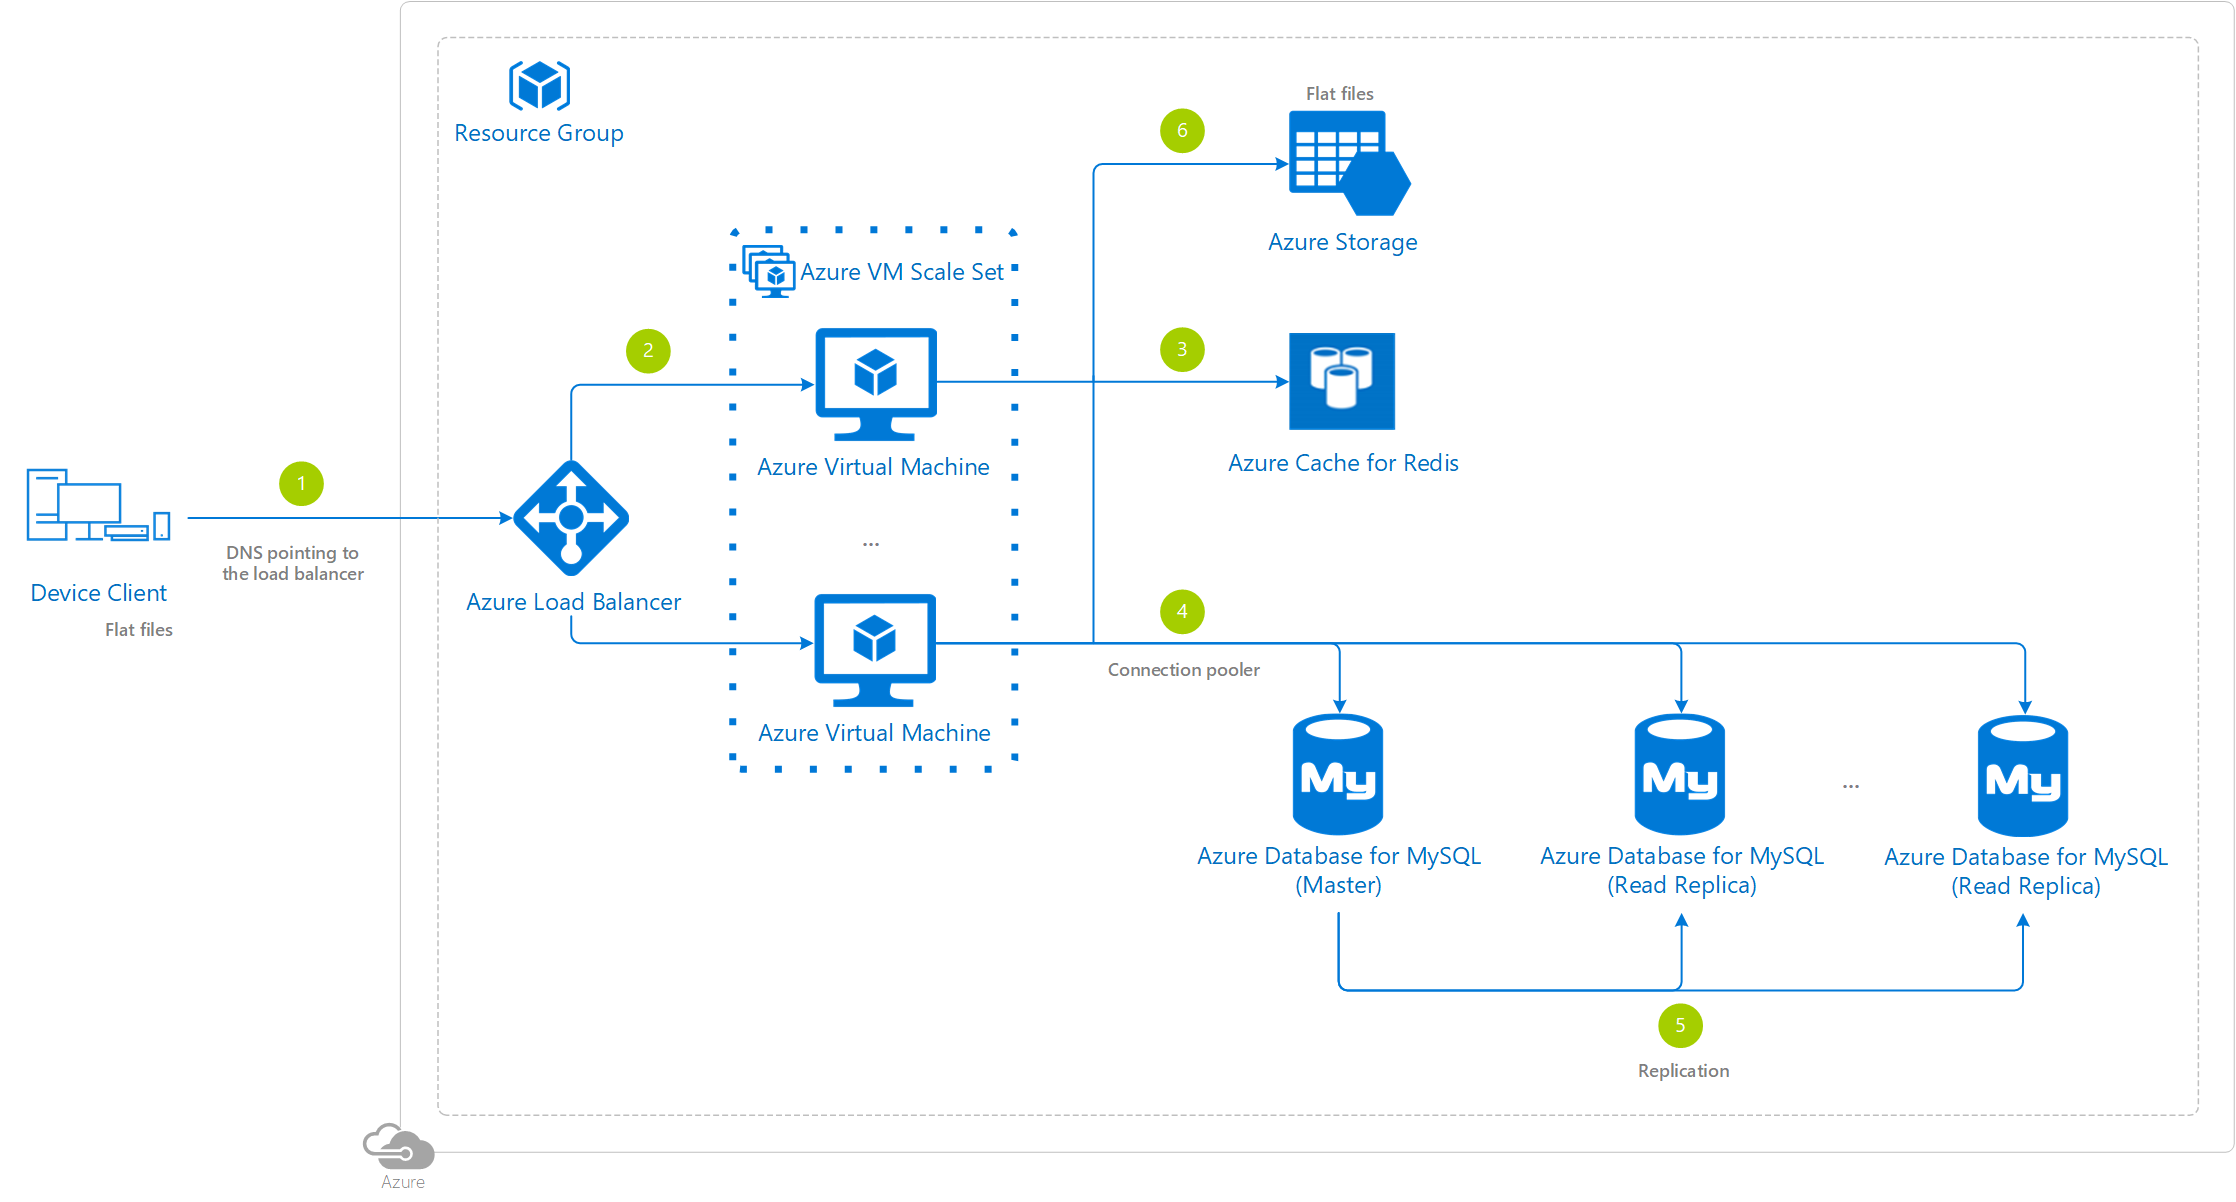 Resource Group
Flat files
6
Azure Storage
Azure VM Scale Set
2
3
Azure Virtual Machine
Azure Cache for Redis
1
DNS pointing to
the load balancer
Device Client
Flat files
Azure Load Balancer
...
4
Connection pooler
Azure Virtual Machine
My
My
...
My
Azure Database for MySQL
(Master)
Azure Database for MySQL
(Read Replica)
Azure Database for MySQL
(Read Replica)
5
Replication
Azure